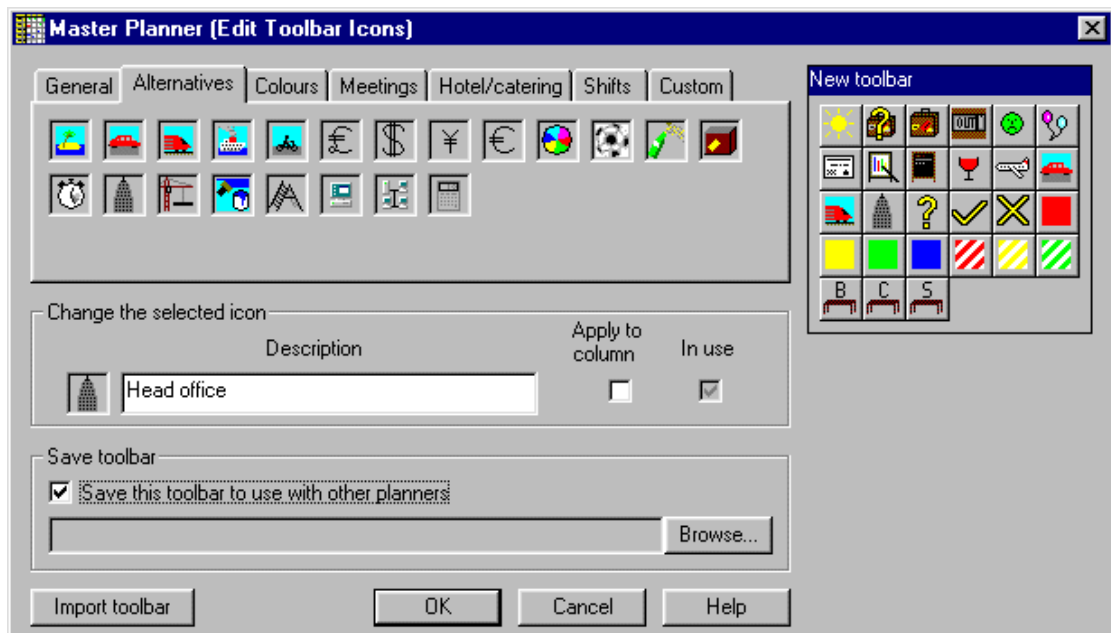 Master Planner (Edit Toolbar Icons)
General Alternatives Colours Meetings Hotel/catering Shifts Custom
New toolbar
£ $ ¥ €
OUT
?
B C S
Change the selected icon
Description
Apply to
column
In use
Head office
Save toolbar
Save this toolbar to use with other planners
Browse...
Import toolbar OK Cancel Help